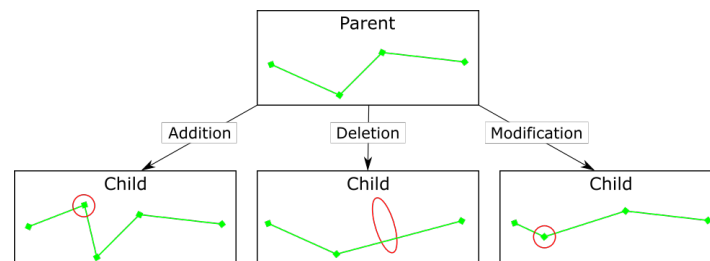 Parent
Addition
Deletion
Modification
Child
Child
Child